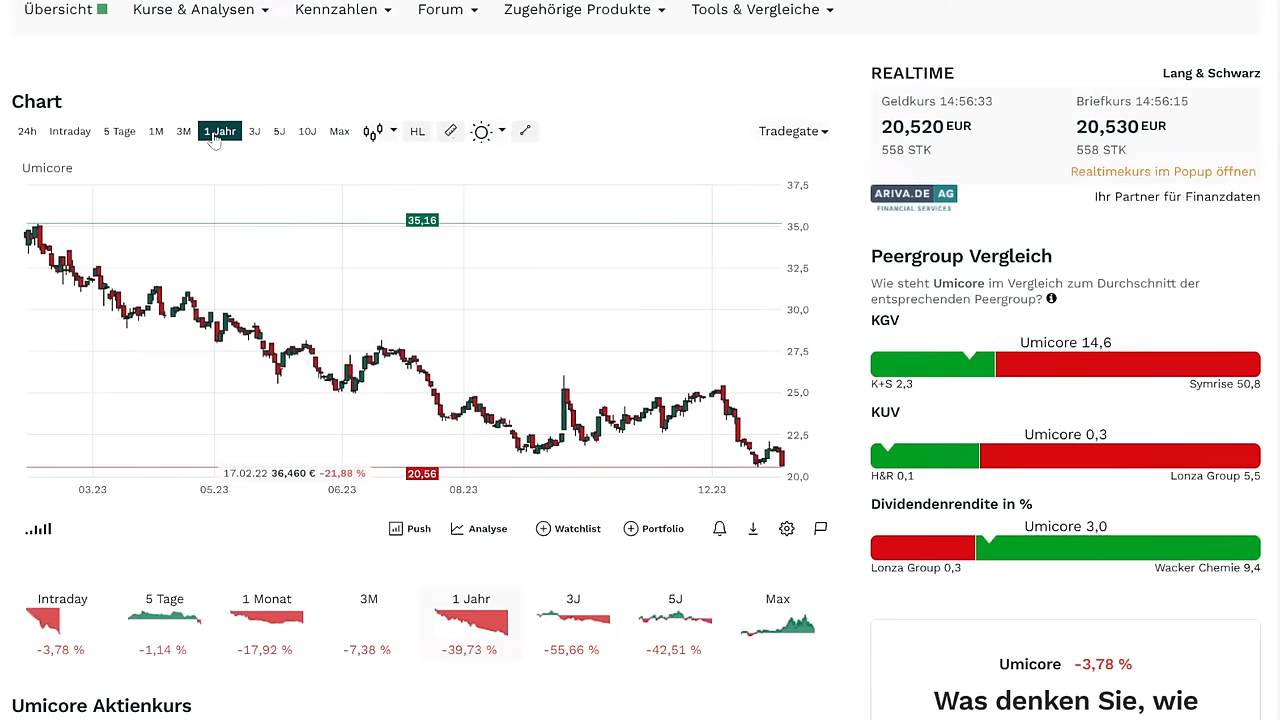 Übersicht
Kurse & Analysen
Kennzahlen
Forum
Zugehörige Produkte
Tools & Vergleiche
Chart
24h Intraday 5 Tage 1M 3M 1 Jahr 3J 5J 10J Max HL Tradegate
Umicore
37,5
35,16
35,0
32,5
30,0
27,5
25,0
22,5
17.02.22 36,460 € -21,88 % 20,56
20,0
03.23 05.23 06.23 08.23 12.23
Push Analyse Watchlist Portfolio
Intraday 5 Tage 1 Monat 3M 1 Jahr 3J 5J Max
-3,78 % -1,14 % -17,92 % -7,38 % -39,73 % -55,66 % -42,51 %
Umicore Aktienkurs
REALTIME Lang & Schwarz
Geldkurs 14:56:33 Briefkurs 14:56:15
20,520 EUR 20,530 EUR
558 STK 558 STK
Realtimekurs im Popup öffnen
ARIVA.DE AG Ihr Partner für Finanzdaten
FINANCIAL SERVICES
Peergroup Vergleich
Wie steht Umicore im Vergleich zum Durchschnitt der
entsprechenden Peergroup?
KGV
Umicore 14,6
K+S 2,3 Symrise 50,8
KUV
Umicore 0,3
H&R 0,1 Lonza Group 5,5
Dividendenrendite in %
Umicore 3,0
Lonza Group 0,3 Wacker Chemie 9,4
Umicore -3,78 %
Was denken Sie, wie